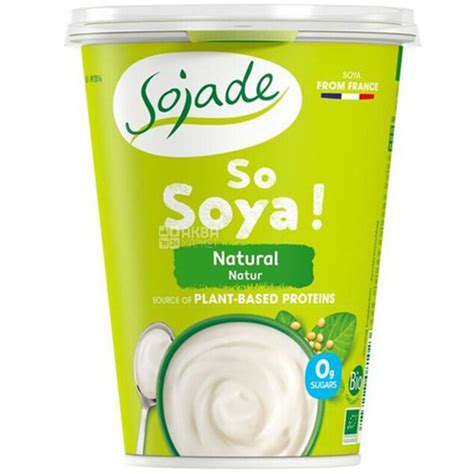 Sojade
SOYA
FROM FRANCE
So
Soya!
Natural
Natur
SOURCE OF PLANT-BASED PROTEINS
0g
SUGARS
Bio